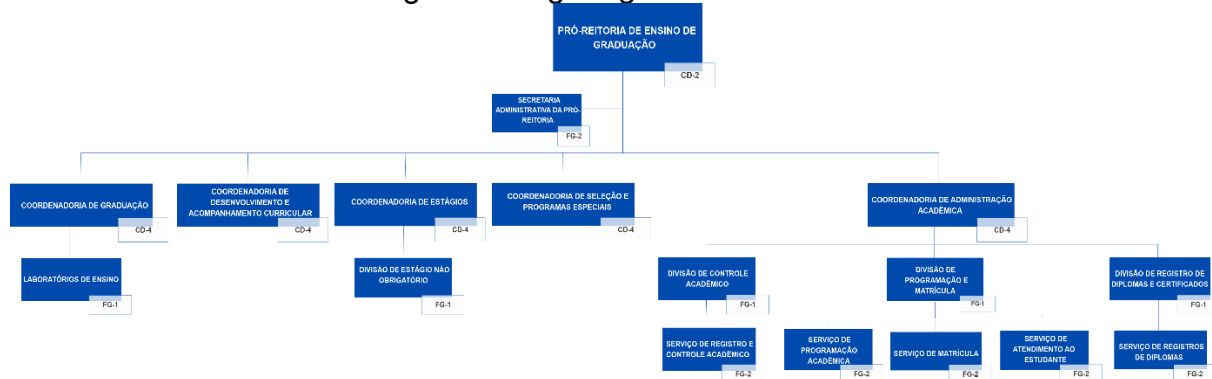 PRÓ-REITORIA DE ENSINO DE
GRADUAÇÃO
CD-2
SECRETARIA
ADMINISTRATIVA DA PRÓ-
REITORIA
FG-2
COORDENADORIA DE GRADUAÇÃO
CD-4
COORDENADORIA DE
DESENVOLVIMENTO E
ACOMPANHAMENTO CURRICULAR
CD-4
COORDENADORIA DE ESTÁGIOS
CD-4
COORDENADORIA DE SELEÇÃO E
PROGRAMAS ESPECIAIS
CD-4
COORDENADORIA DE ADMINISTRAÇÃO
ACADÊMICA
CD-4
LABORATÓRIOS DE ENSINO
FG-1
DIVISÃO DE ESTÁGIO NÃO
OBRIGATÓRIO
FG-1
DIVISÃO DE CONTROLE
ACADÊMICO
FG-1
DIVISÃO DE
PROGRAMAÇÃO E
MATRÍCULA
FG-1
DIVISÃO DE REGISTRO DE
DIPLOMAS E CERTIFICADOS
FG-1
SERVIÇO DE REGISTRO E
CONTROLE ACADÊMICO
FG-2
SERVIÇO DE
PROGRAMAÇÃO
ACADÊMICA
FG-2
SERVIÇO DE MATRÍCULA
FG-2
SERVIÇO DE
ATENDIMENTO AO
ESTUDANTE
FG-2
SERVIÇO DE REGISTROS
DE DIPLOMAS
FG-2